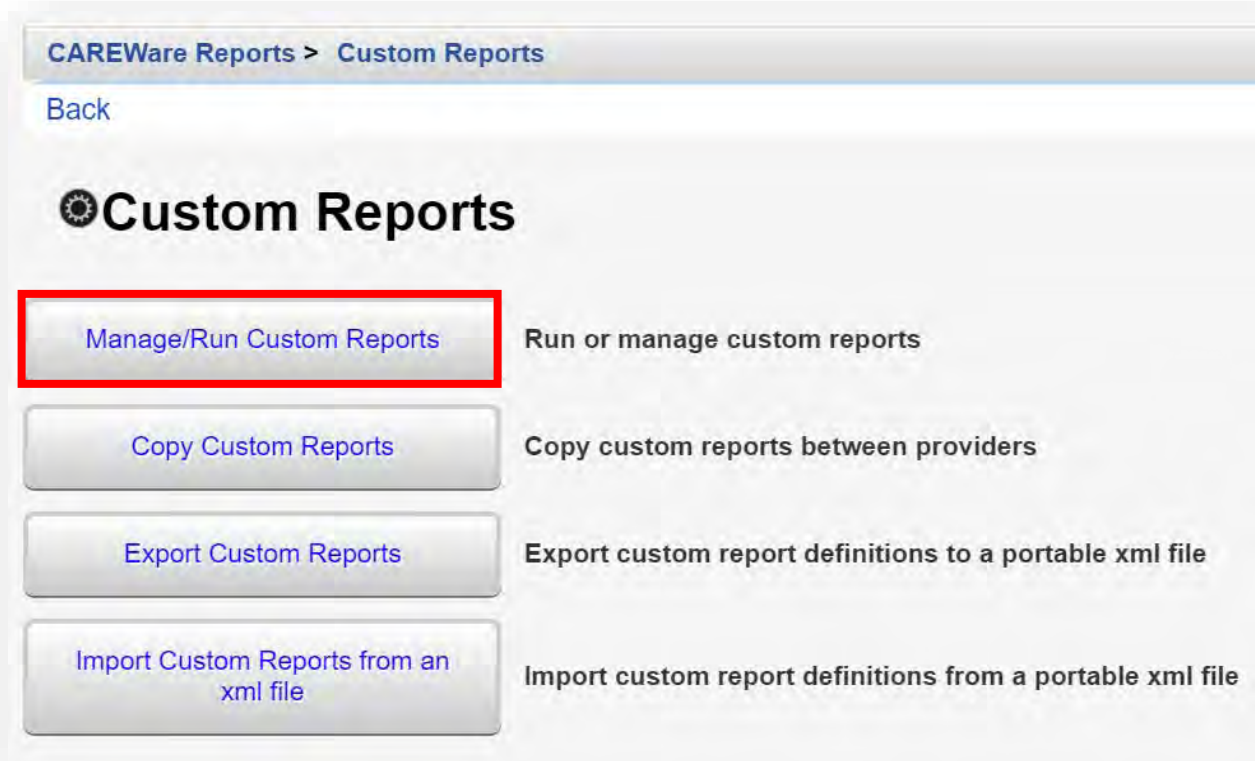 CAREWare Reports > Custom Reports
Back
Custom Reports
Manage/Run Custom Reports
Run or manage custom reports
Copy Custom Reports
Copy custom reports between providers
Export Custom Reports
Export custom report definitions to a portable xml file
Import Custom Reports from an
xml file
Import custom report definitions from a portable xml file